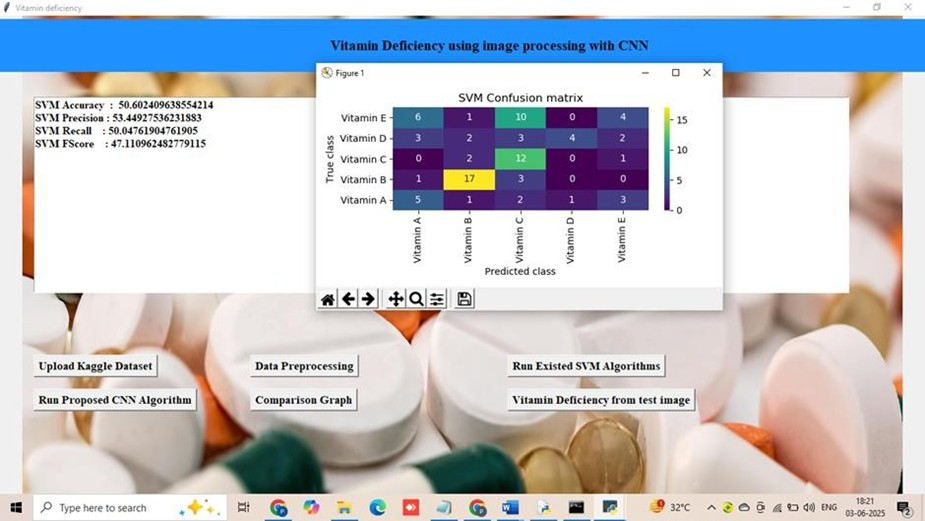 Vitamin deficiency
Vitamin Deficiency using image processing with CNN
SVM Accuracy : 50.602409638554214
SVM Precision : 53.44927536231883
SVM Recall : 50.04761904761905
SVM FScore : 47.110962482779115
Figure 1
SVM Confusion matrix
True class
Vitamin E 6 1 10 0 4
Vitamin D 3 2 3 4 2
Vitamin C 0 2 12 0 1
Vitamin B 1 17 3 0 0
Vitamin A 5 1 2 1 3
Vitamin A Vitamin B Vitamin C Vitamin D Vitamin E
Predicted class
15
10
5
0
Upload Kaggle Dataset Data Preprocessing Run Existed SVM Algorithms
Run Proposed CNN Algorithm Comparison Graph Vitamin Deficiency from test image
Type here to search 32°C ENG 18:21
03-06-2025 2